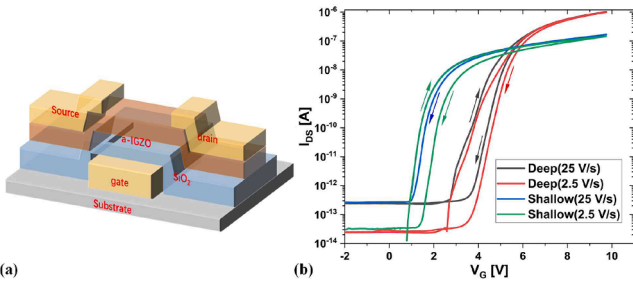 Source
a-IGZO
drain
SiO₂
gate
Substrate
(a)
I_DS [A]
10⁻⁶
10⁻⁷
10⁻⁸
10⁻⁹
10⁻¹⁰
10⁻¹¹
10⁻¹²
10⁻¹³
10⁻¹⁴
Deep(25 V/s)
Deep(2.5 V/s)
Shallow(25 V/s)
Shallow(2.5 V/s)
-2 0 2 4 6 8 10
V_G [V]
(b)